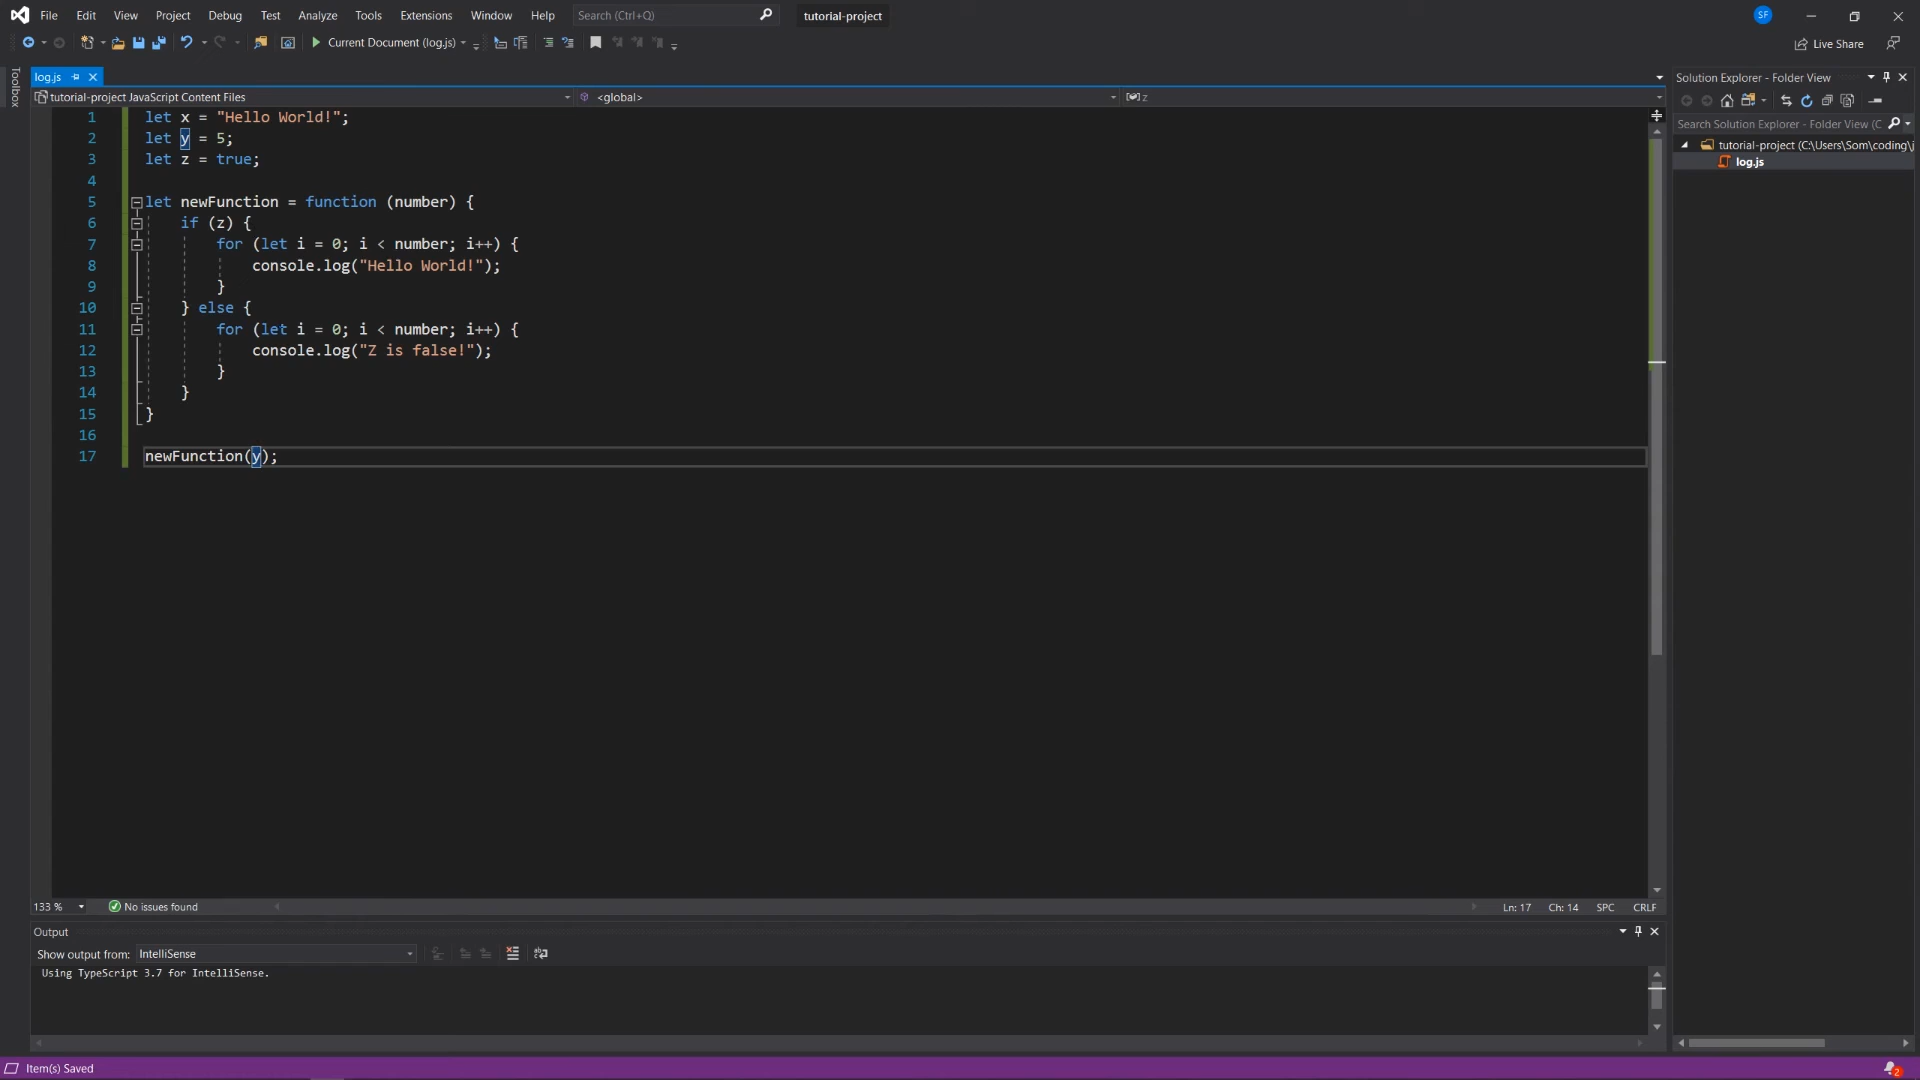 File Edit View Project Debug Test Analyze Tools Extensions Window Help Search (Ctrl+Q) tutorial-project SF
Current Document (log.js) Live Share
Toolbox
log.js
tutorial-project JavaScript Content Files <global> z
1 let x = "Hello World!";
2 let y = 5;
3 let z = true;
4
5 let newFunction = function (number) {
6 if (z) {
7 for (let i = 0; i < number; i++) {
8 console.log("Hello World!");
9 }
10 } else {
11 for (let i = 0; i < number; i++) {
12 console.log("Z is false!");
13 }
14 }
15 }
16
17 newFunction(y);
133 % No issues found Ln: 17 Ch: 14 SPC CRLF
Output
Show output from: IntelliSense
Using TypeScript 3.7 for IntelliSense.
Solution Explorer - Folder View
Search Solution Explorer - Folder View (C
tutorial-project (C:\Users\Som\coding\j
log.js
Item(s) Saved 2